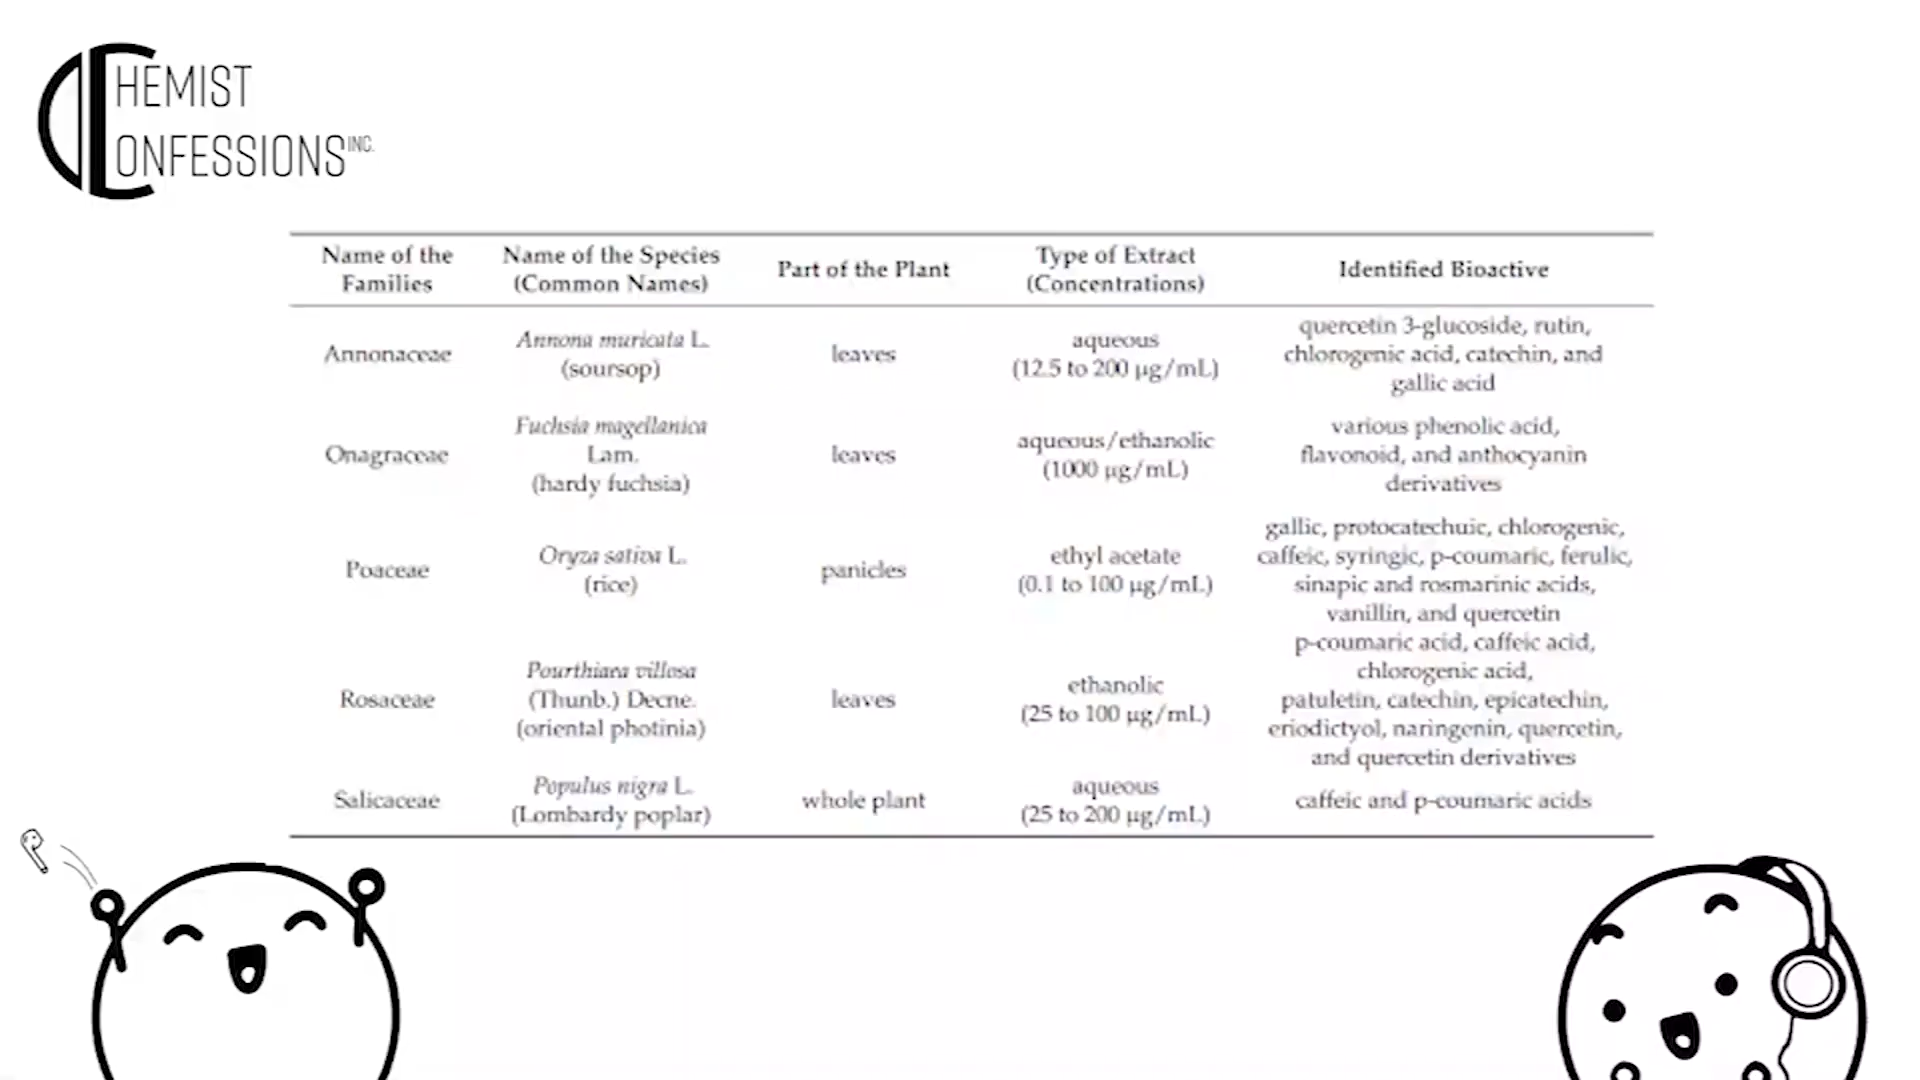 CHEMIST
CONFESSIONS INC.
Name of the Families
Name of the Species (Common Names)
Part of the Plant
Type of Extract (Concentrations)
Identified Bioactive
Annonaceae
Annona muricata L.
(soursop)
leaves
aqueous
(12.5 to 200 µg/mL)
quercetin 3-glucoside, rutin,
chlorogenic acid, catechin, and
gallic acid
Onagraceae
Fuchsia magellanica
Lam.
(hardy fuchsia)
leaves
aqueous/ethanolic
(1000 µg/mL)
various phenolic acid,
flavonoid, and anthocyanin
derivatives
Poaceae
Oryza sativa L.
(rice)
panicles
ethyl acetate
(0.1 to 100 µg/mL)
gallic, protocatechuic, chlorogenic,
caffeic, syringic, p-coumaric, ferulic,
sinapic and rosmarinic acids,
vanillin, and quercetin
Rosaceae
Pourthiaea villosa
(Thunb.) Decne.
(oriental photinia)
leaves
ethanolic
(25 to 100 µg/mL)
p-coumaric acid, caffeic acid,
chlorogenic acid,
patuletin, catechin, epicatechin,
eriodictyol, naringenin, quercetin,
and quercetin derivatives
Salicaceae
Populus nigra L.
(Lombardy poplar)
whole plant
aqueous
(25 to 200 µg/mL)
caffeic and p-coumaric acids